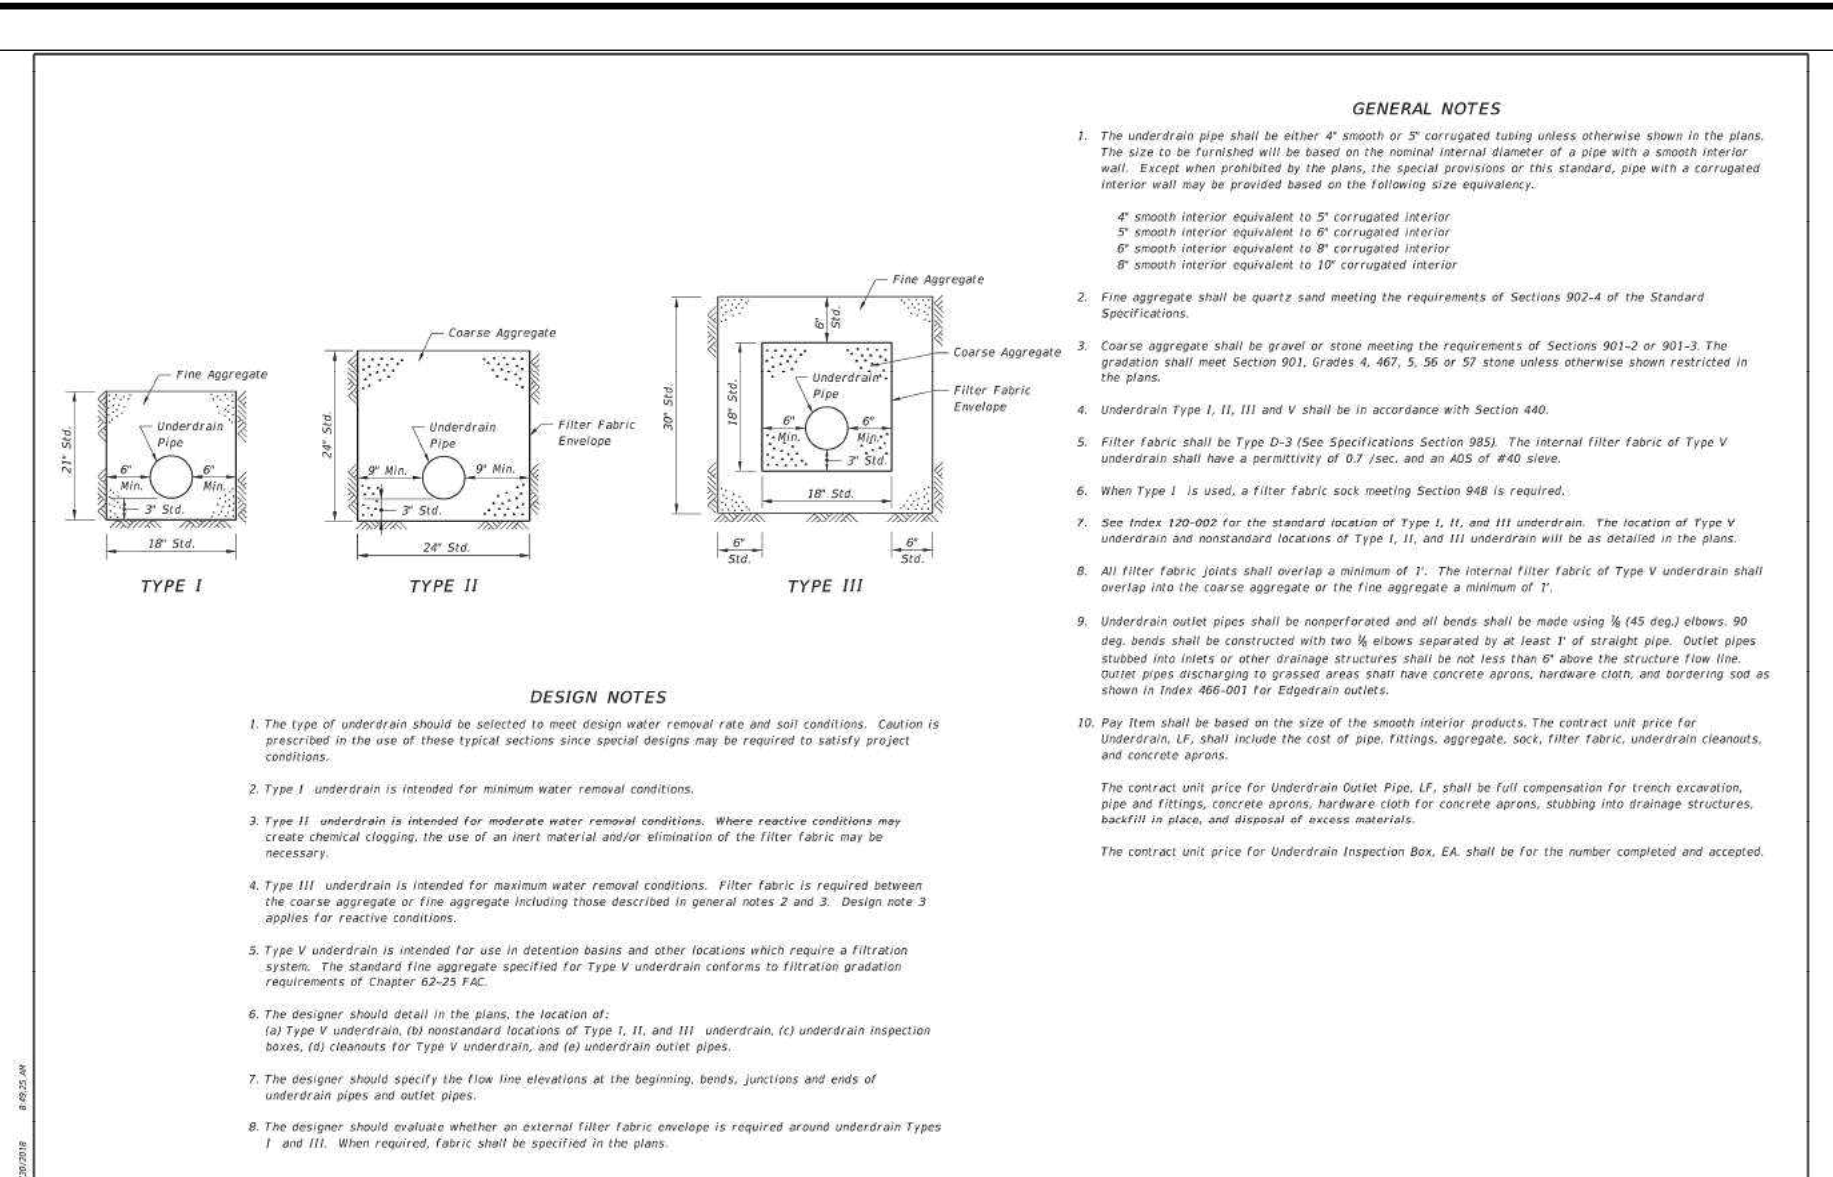 GENERAL NOTES
1. The underdrain pipe shall be either 4" smooth or 5" corrugated tubing unless otherwise shown in the plans.
The size to be furnished will be based on the nominal internal diameter of a pipe with a smooth interior
wall. Except when prohibited by the plans, the special provisions or this standard, pipe with a corrugated
interior wall may be provided based on the following size equivalency.
4" smooth interior equivalent to 5" corrugated interior
5" smooth interior equivalent to 6" corrugated interior
6" smooth interior equivalent to 8" corrugated interior
8" smooth interior equivalent to 10" corrugated interior
2. Fine aggregate shall be quartz sand meeting the requirements of Sections 902-4 of the Standard
Specifications.
3. Coarse aggregate shall be gravel or stone meeting the requirements of Sections 901-2 or 901-3. The
gradation shall meet Section 901, Grades 4, 467, 5, 56 or 57 stone unless otherwise shown restricted in
the plans.
4. Underdrain Type I, II, III and V shall be in accordance with Section 440.
5. Filter fabric shall be Type D-3 (See Specifications Section 985). The internal filter fabric of Type V
underdrain shall have a permittivity of 0.7 /sec. and an AOS of #40 sieve.
6. When Type I is used, a filter fabric sock meeting Section 948 is required.
7. See Index 120-002 for the standard location of Type I, II, and III underdrain. The location of Type V
underdrain and nonstandard locations of Type I, II, and III underdrain will be as detailed in the plans.
8. All filter fabric joints shall overlap a minimum of 1'. The internal filter fabric of Type V underdrain shall
overlap into the coarse aggregate or the fine aggregate a minimum of 1'.
9. Underdrain outlet pipes shall be nonperforated and all bends shall be made using ⅛ (45 deg.) elbows. 90
deg. bends shall be constructed with two ⅛ elbows separated by at least 1' of straight pipe. Outlet pipes
stubbed into inlets or other drainage structures shall be not less than 6" above the structure flow line.
Outlet pipes discharging to grassed areas shall have concrete aprons, hardware cloth, and bordering sod as
shown in Index 466-001 for Edgedrain outlets.
10. Pay Item shall be based on the size of the smooth interior products. The contract unit price for
Underdrain, LF, shall include the cost of pipe, fittings, aggregate, sock, filter fabric, underdrain cleanouts,
and concrete aprons.
The contract unit price for Underdrain Outlet Pipe, LF, shall be full compensation for trench excavation,
pipe and fittings, concrete aprons, hardware cloth for concrete aprons, stubbing into drainage structures,
backfill in place, and disposal of excess materials.
The contract unit price for Underdrain Inspection Box, EA. shall be for the number completed and accepted.
Fine Aggregate
Underdrain
Pipe
21" Std.
6"
Min.
6"
Min.
3" Std.
18" Std.
TYPE I
Coarse Aggregate
Underdrain
Pipe
Filter Fabric
Envelope
24" Std.
9" Min.
9" Min.
3" Std.
24" Std.
TYPE II
Fine Aggregate
6"
Std.
Coarse Aggregate
Underdrain
Pipe
Filter Fabric
Envelope
30" Std.
18" Std.
6"
Min.
6"
Min.
3" Std.
18" Std.
6"
Std.
6"
Std.
TYPE III
DESIGN NOTES
1. The type of underdrain should be selected to meet design water removal rate and soil conditions. Caution is
prescribed in the use of these typical sections since special designs may be required to satisfy project
conditions.
2. Type I underdrain is intended for minimum water removal conditions.
3. Type II underdrain is intended for moderate water removal conditions. Where reactive conditions may
create chemical clogging, the use of an inert material and/or elimination of the filter fabric may be
necessary.
4. Type III underdrain is intended for maximum water removal conditions. Filter fabric is required between
the coarse aggregate or fine aggregate including those described in general notes 2 and 3. Design note 3
applies for reactive conditions.
5. Type V underdrain is intended for use in detention basins and other locations which require a filtration
system. The standard fine aggregate specified for Type V underdrain conforms to filtration gradation
requirements of Chapter 62-25 FAC.
6. The designer should detail in the plans, the location of:
(a) Type V underdrain, (b) nonstandard locations of Type I, II, and III underdrain, (c) underdrain inspection
boxes, (d) cleanouts for Type V underdrain, and (e) underdrain outlet pipes.
7. The designer should specify the flow line elevations at the beginning, bends, junctions and ends of
underdrain pipes and outlet pipes.
8. The designer should evaluate whether an external filter fabric envelope is required around underdrain Types
I and III. When required, fabric shall be specified in the plans.
8:49:25 AM
30/2018